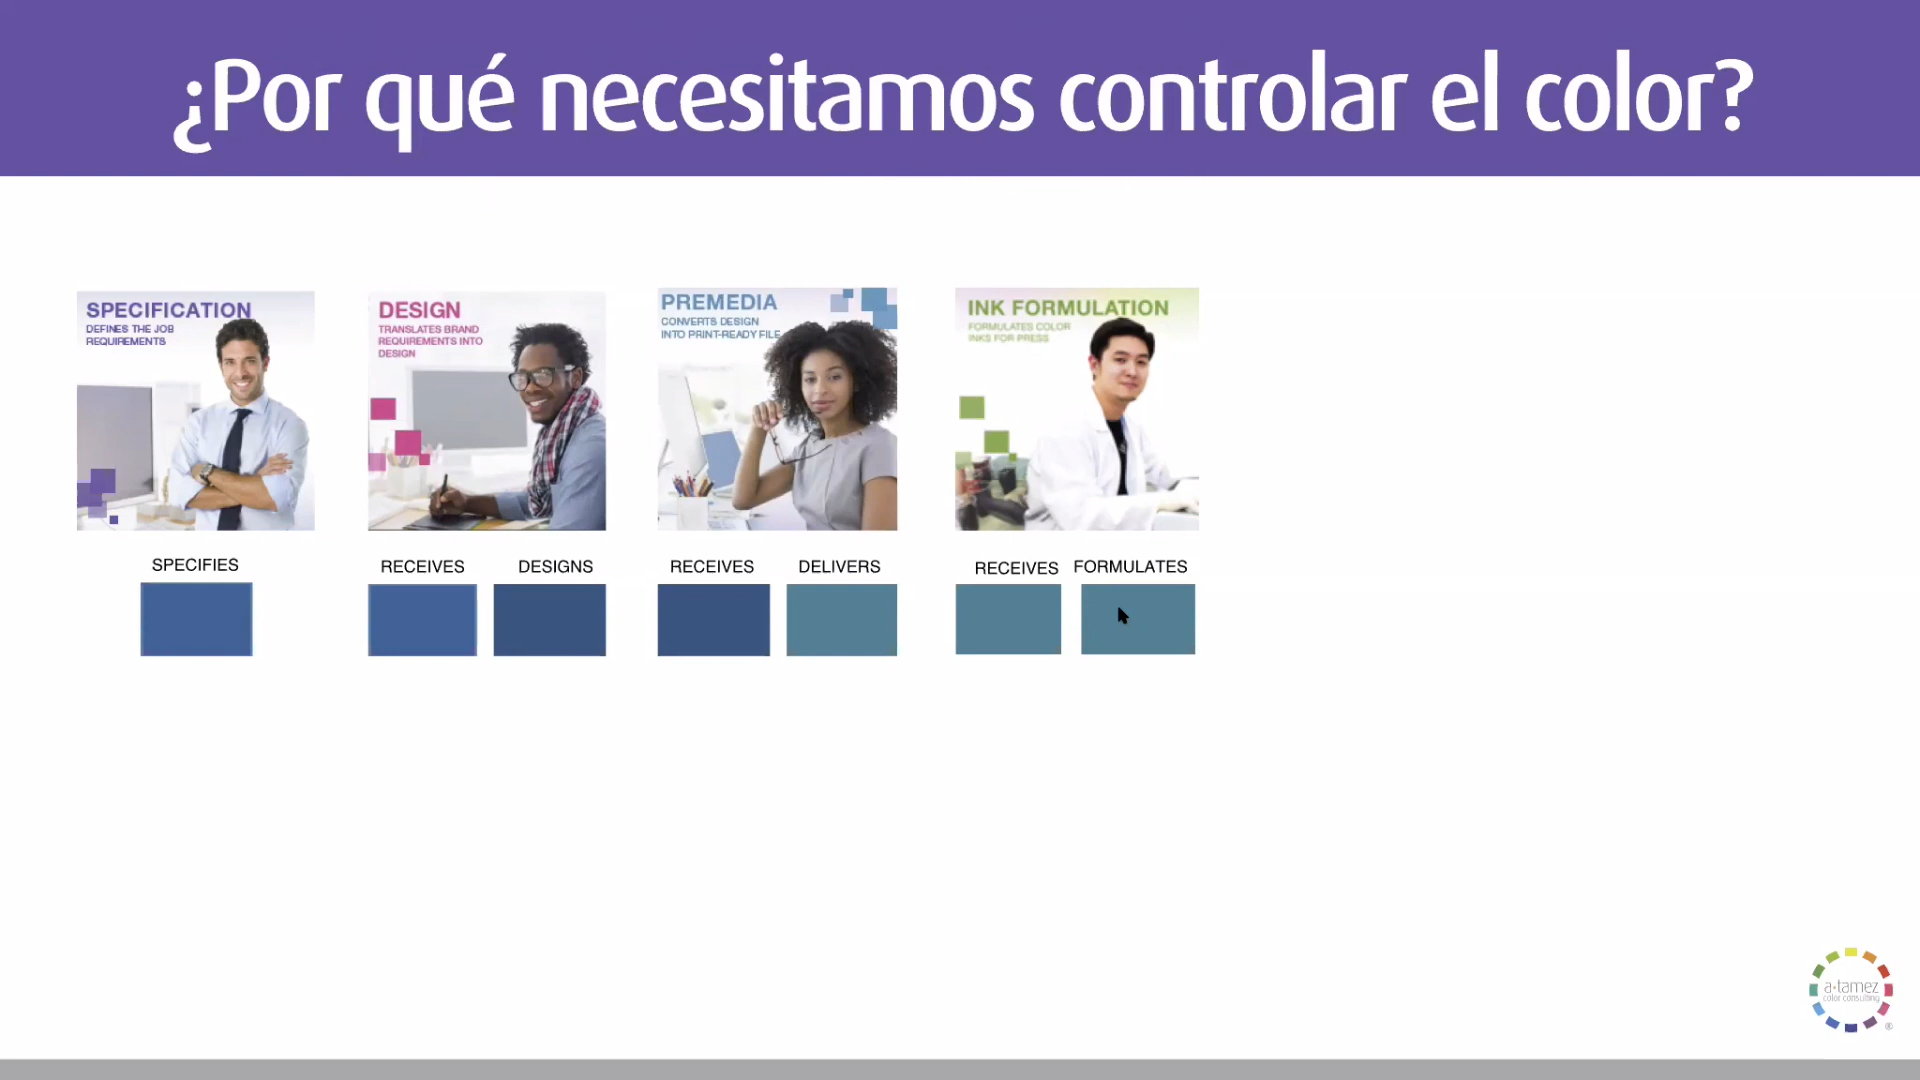 ¿Por qué necesitamos controlar el color?
SPECIFICATION
DEFINES THE JOB
REQUIREMENTS
DESIGN
TRANSLATES BRAND
REQUIREMENTS INTO
DESIGN
PREMEDIA
CONVERTS DESIGN
INTO PRINT-READY FILE
INK FORMULATION
FORMULATES COLOR
INKS FOR PRESS
SPECIFIES
RECEIVES DESIGNS
RECEIVES DELIVERS
RECEIVES FORMULATES
a·tamez
color consulting
®